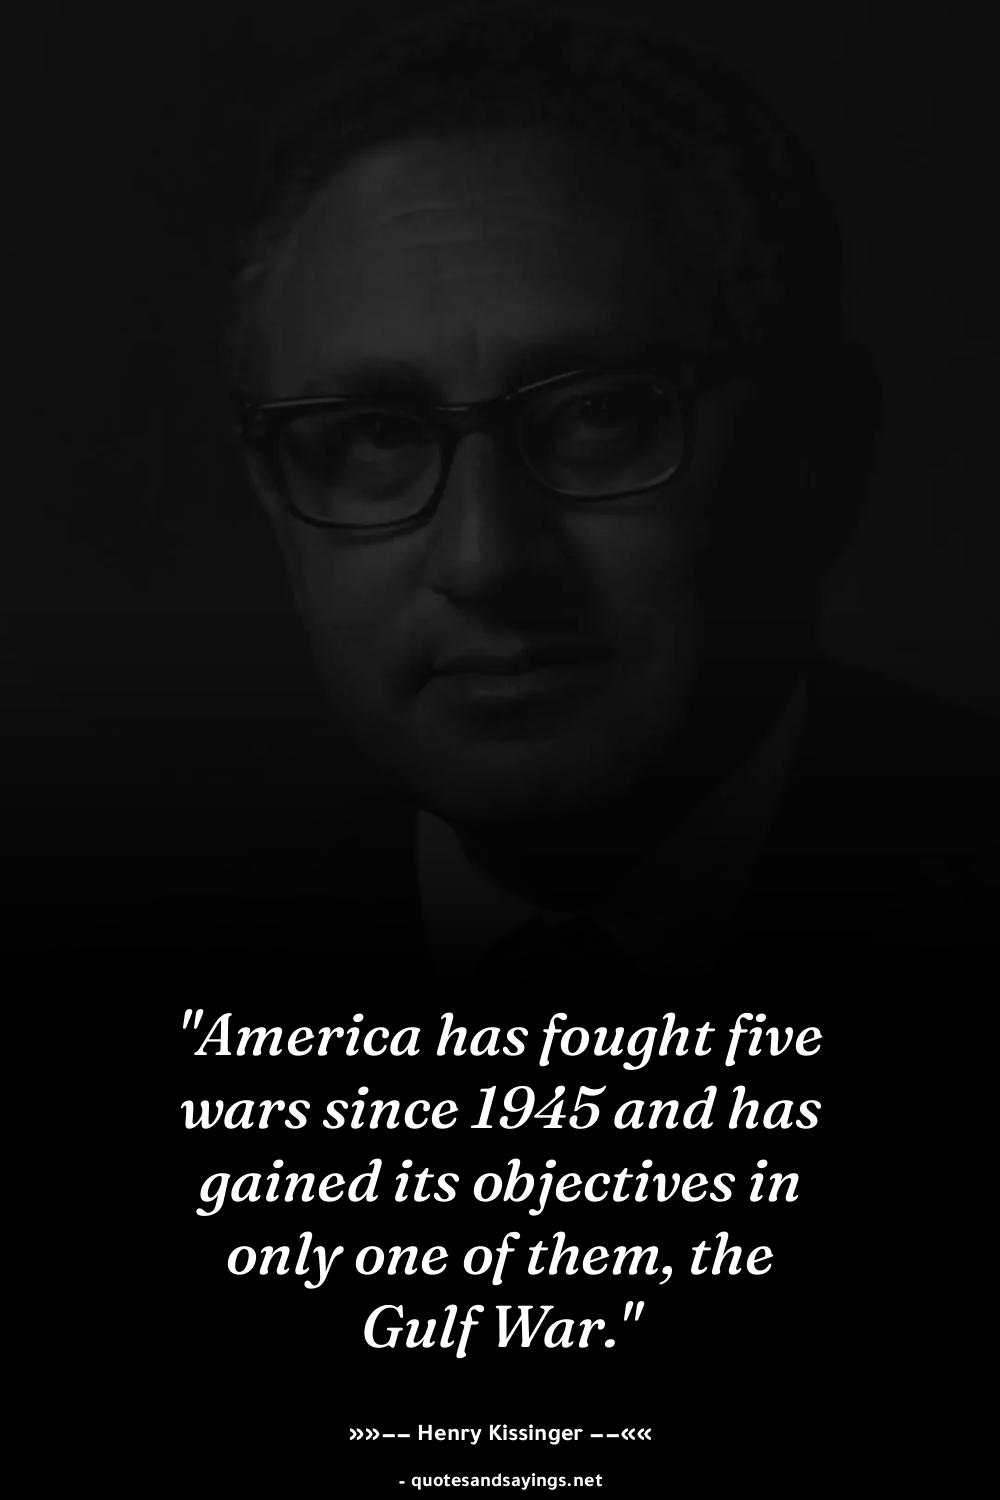 "America has fought five
wars since 1945 and has
gained its objectives in
only one of them, the
Gulf War."
»»−− Henry Kissinger −−««
- quotesandsayings.net